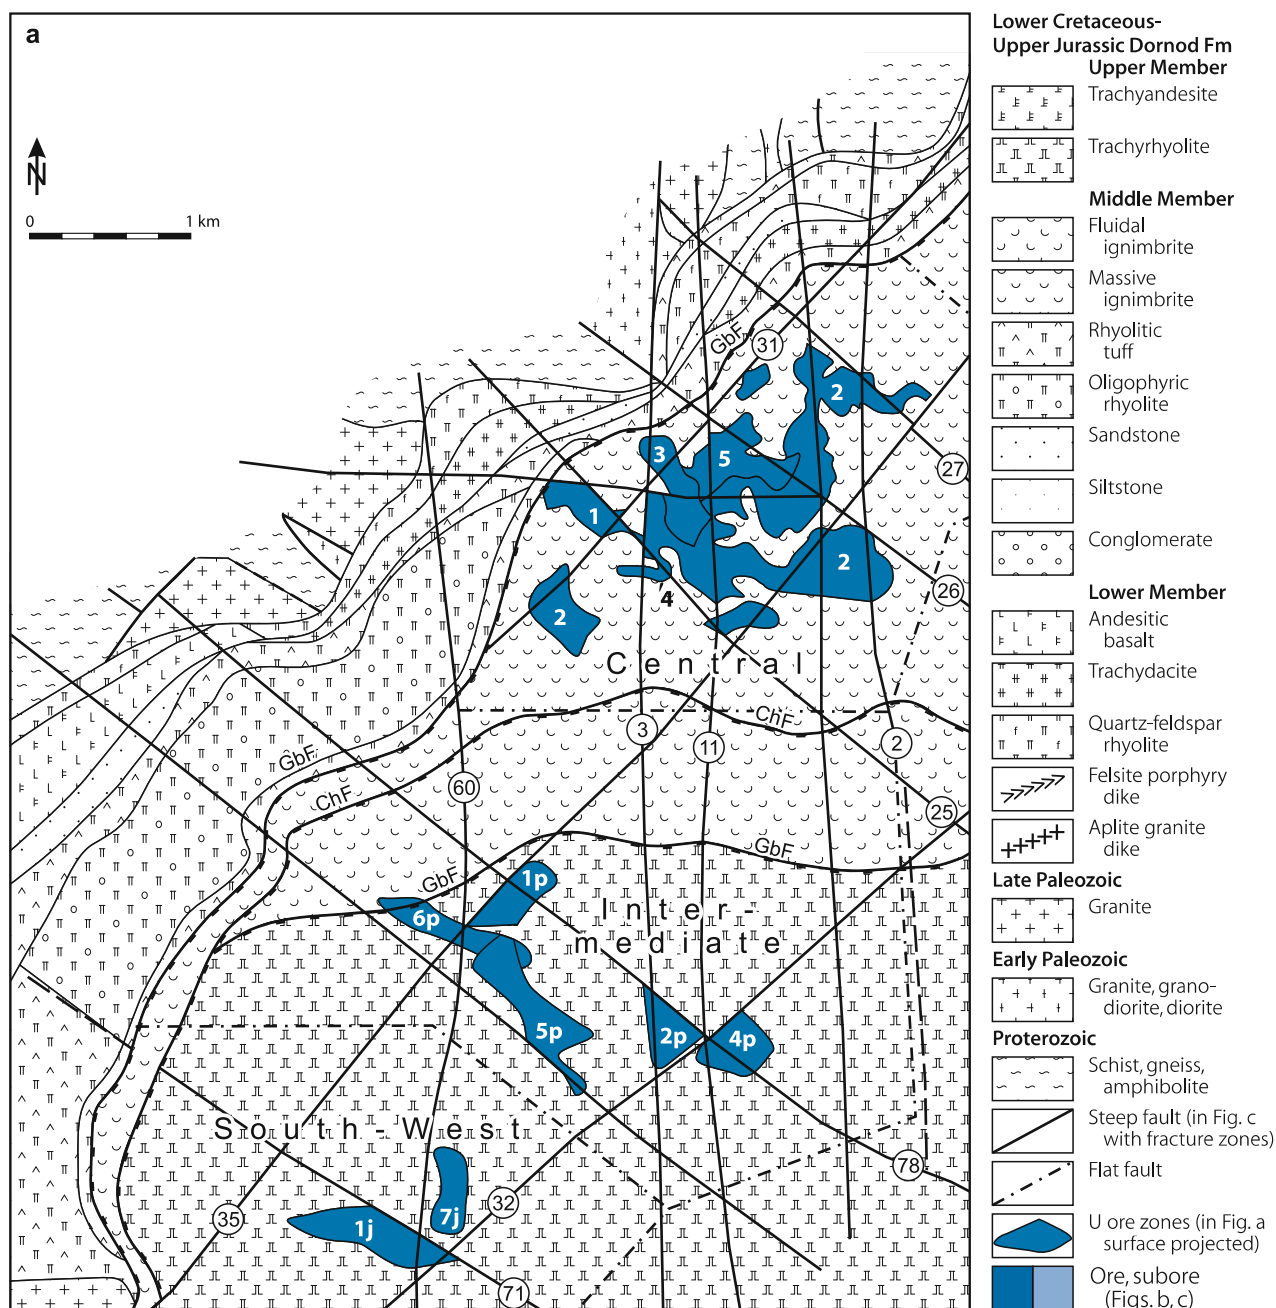 a
N
0 1 km
GbF
31
2
3
5
27
1
2
26
4
2
Central
ChF
3
11
2
GbF
ChF
60
25
GbF
GbF
1p
6p
Inter-
mediate
5p
2p
4p
South-West
78
7j
32
35
1j
71
Lower Cretaceous-
Upper Jurassic Dornod Fm
Upper Member
Trachyandesite
Trachyrhyolite
Middle Member
Fluidal
ignimbrite
Massive
ignimbrite
Rhyolitic
tuff
Oligophyric
rhyolite
Sandstone
Siltstone
Conglomerate
Lower Member
Andesitic
basalt
Trachydacite
Quartz-feldspar
rhyolite
Felsite porphyry
dike
Aplite granite
dike
Late Paleozoic
Granite
Early Paleozoic
Granite, grano-
diorite, diorite
Proterozoic
Schist, gneiss,
amphibolite
Steep fault (in Fig. c
with fracture zones)
Flat fault
U ore zones (in Fig. a
surface projected)
Ore, subore
(Figs. b, c)